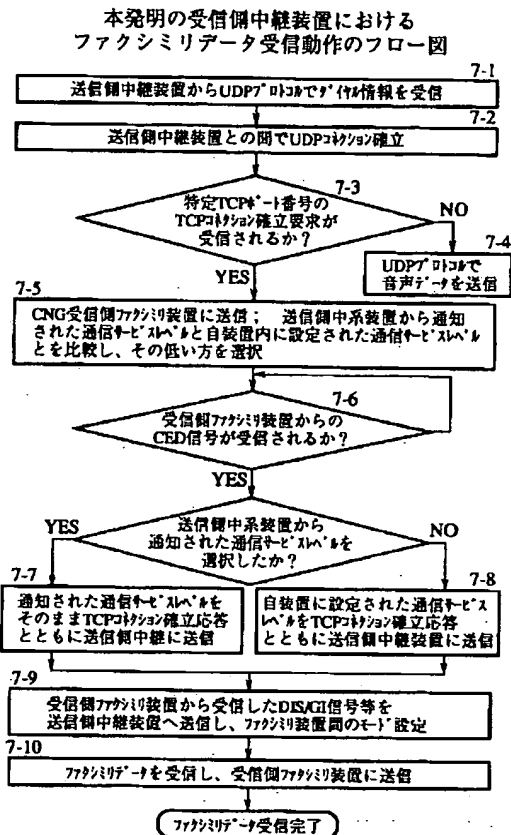 本発明の受信側中継装置における
ファクシミリデータ受信動作のフロー図
7-1
送信側中継装置からUDPプロトコルでダイヤル情報を受信
7-2
送信側中継装置との間でUDPコネクション確立
7-3
特定TCPポート番号の
TCPコネクション確立要求が
受信されるか?
NO
YES
7-4
UDPプロトコルで
音声データを送信
7-5
CNG受信側ファクシミリ装置に送信; 送信側中系装置から通知
された通信サービスレベルと自装置内に設定された通信サービスレベル
とを比較し、その低い方を選択
7-6
受信側ファクシミリ装置からの
CED信号が受信されるか?
YES
送信側中系装置から
通知された通信サービスレベルを
選択したか?
YES
NO
7-7
通知された通信サービスレベルを
そのままTCPコネクション確立応答
とともに送信側中継に送信
7-8
自装置に設定された通信サービス
レベルをTCPコネクション確立応答
とともに送信側中継装置に送信
7-9
受信側ファクシミリ装置から受信したDIS/GI信号等を
送信側中継装置へ送信し、ファクシミリ装置間のモード設定
7-10
ファクシミリデータを受信し、受信側ファクシミリ装置に送信
ファクシミリデータ受信完了